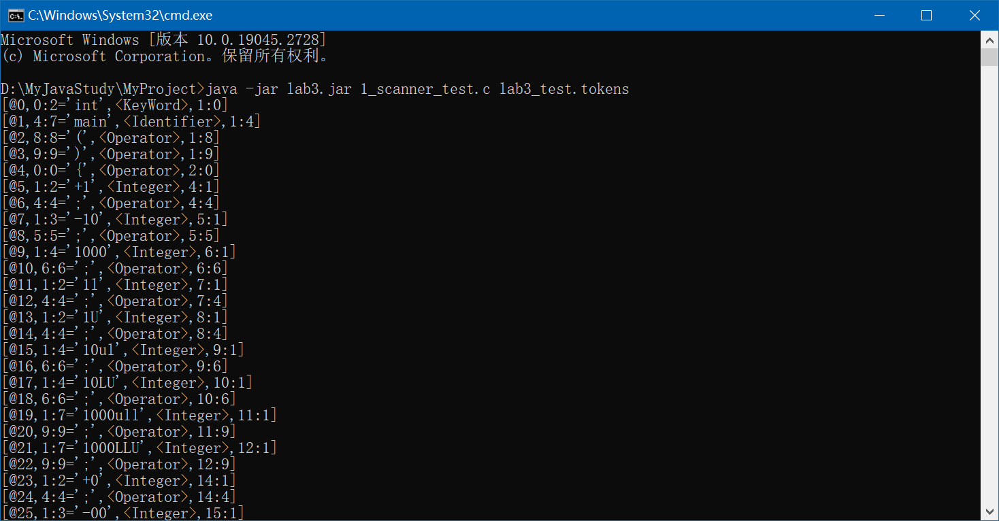 C:\Windows\System32\cmd.exe
Microsoft Windows [版本 10.0.19045.2728]
(c) Microsoft Corporation。保留所有权利。
D:\MyJavaStudy\MyProject>java -jar lab3.jar 1_scanner_test.c lab3_test.tokens
[@0,0:2='int',<KeyWord>,1:0]
[@1,4:7='main',<Identifier>,1:4]
[@2,8:8='(',<Operator>,1:8]
[@3,9:9=')',<Operator>,1:9]
[@4,0:0='{',<Operator>,2:0]
[@5,1:2='+1',<Integer>,4:1]
[@6,4:4=';',<Operator>,4:4]
[@7,1:3='-10',<Integer>,5:1]
[@8,5:5=';',<Operator>,5:5]
[@9,1:4='1000',<Integer>,6:1]
[@10,6:6=';',<Operator>,6:6]
[@11,1:2='1l',<Integer>,7:1]
[@12,4:4=';',<Operator>,7:4]
[@13,1:2='1U',<Integer>,8:1]
[@14,4:4=';',<Operator>,8:4]
[@15,1:4='10ul',<Integer>,9:1]
[@16,6:6=';',<Operator>,9:6]
[@17,1:4='10LU',<Integer>,10:1]
[@18,6:6=';',<Operator>,10:6]
[@19,1:7='1000ull',<Integer>,11:1]
[@20,9:9=';',<Operator>,11:9]
[@21,1:7='1000LLU',<Integer>,12:1]
[@22,9:9=';',<Operator>,12:9]
[@23,1:2='+0',<Integer>,14:1]
[@24,4:4=';',<Operator>,14:4]
[@25,1:3='-00',<Integer>,15:1]